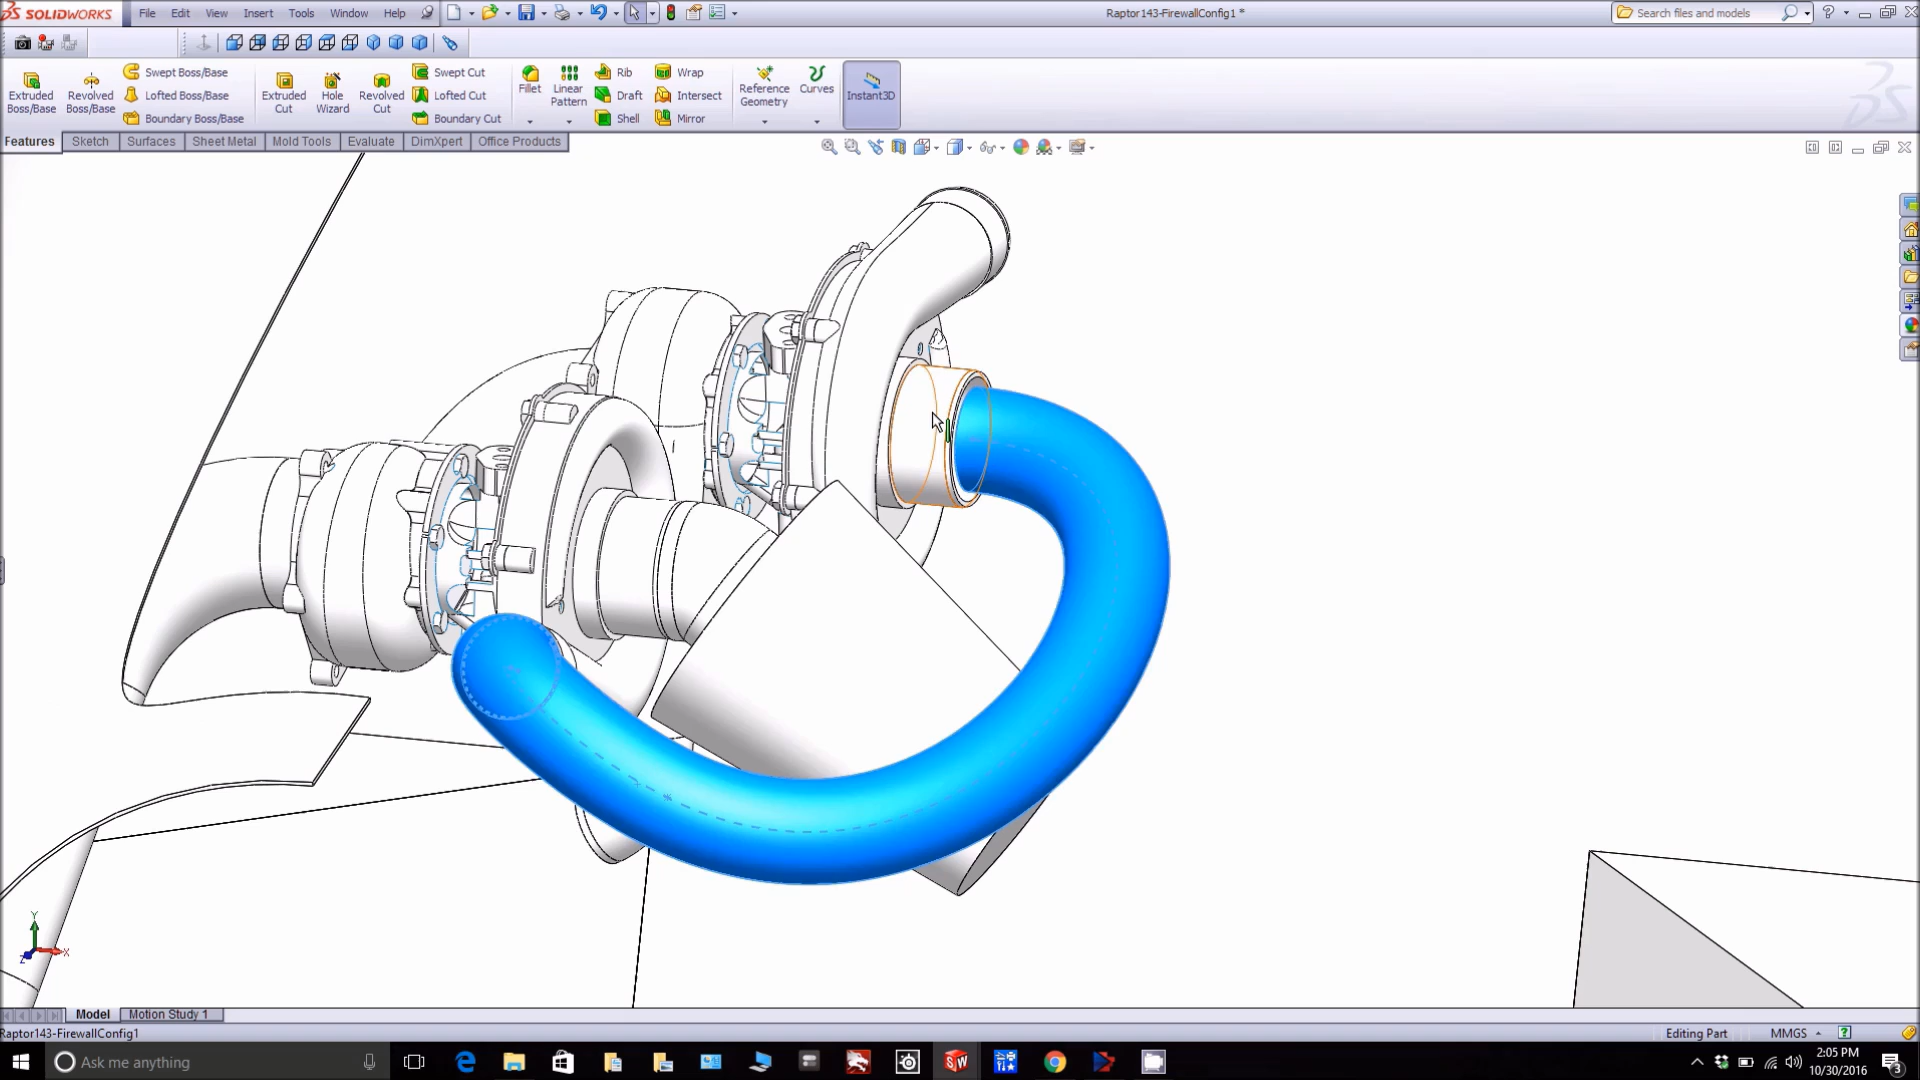 SOLIDWORKS File Edit View Insert Tools Window Help Raptor143-FirewallConfig1 * Search files and models
Extruded Boss/Base
Revolved Boss/Base
Swept Boss/Base
Lofted Boss/Base
Boundary Boss/Base
Extruded Cut
Hole Wizard
Revolved Cut
Swept Cut
Lofted Cut
Boundary Cut
Fillet
Linear Pattern
Rib
Draft
Shell
Wrap
Intersect
Mirror
Reference Geometry
Curves
Instant3D
Features Sketch Surfaces Sheet Metal Mold Tools Evaluate DimXpert Office Products
Y
X
Z
Model Motion Study 1
Raptor143-FirewallConfig1 Editing Part MMGS
Ask me anything
SW
2:05 PM
10/30/2016
3